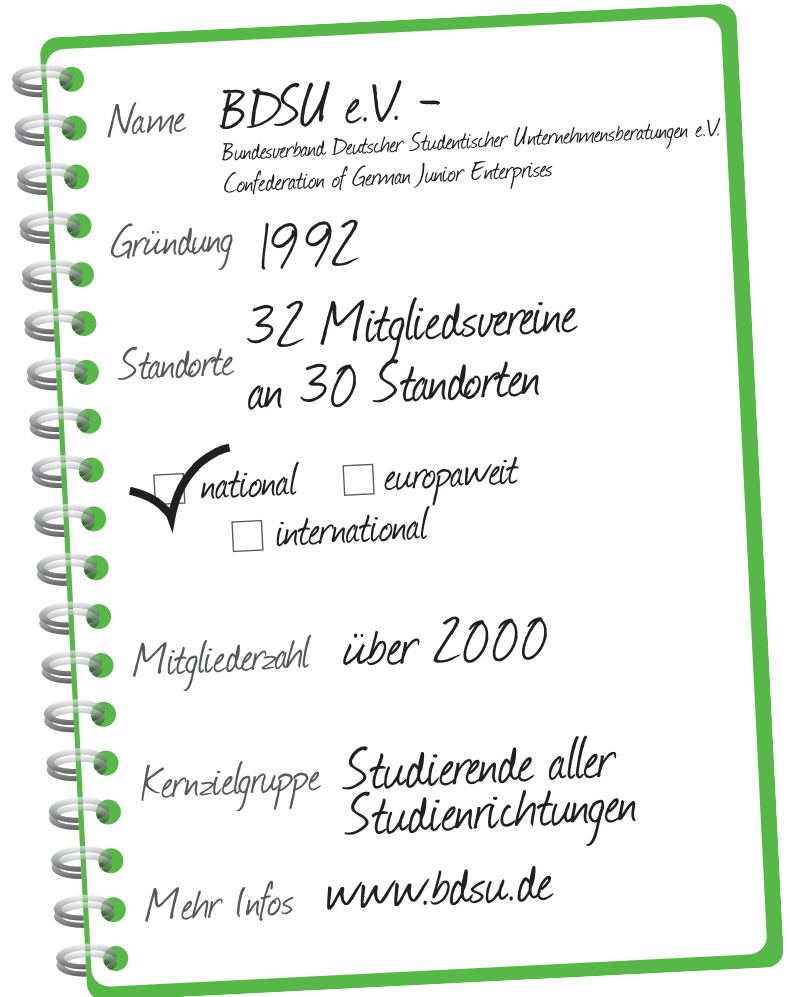 Name BDSU e.V. –
Bundesverband Deutscher Studentischer Unternehmensberatungen e.V.
Confederation of German Junior Enterprises
Gründung 1992
Standorte 32 Mitgliedsvereine
an 30 Standorten
national europaweit
international
Mitgliederzahl über 2000
Kernzielgruppe Studierende aller
Studienrichtungen
Mehr Infos www.bdsu.de